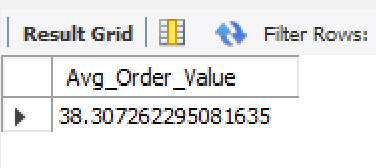 Result Grid Filter Rows:
Avg_Order_Value
38.307262295081635